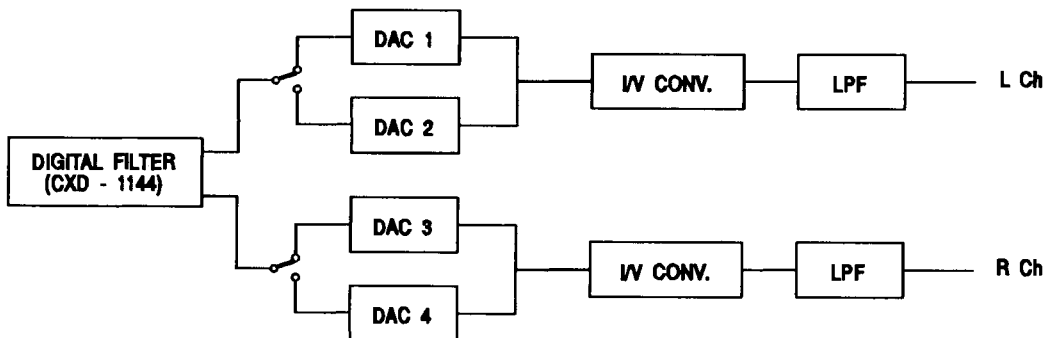 DAC 1
I/V CONV.
LPF
L Ch
DAC 2
DIGITAL FILTER
(CXD - 1144)
DAC 3
I/V CONV.
LPF
R Ch
DAC 4